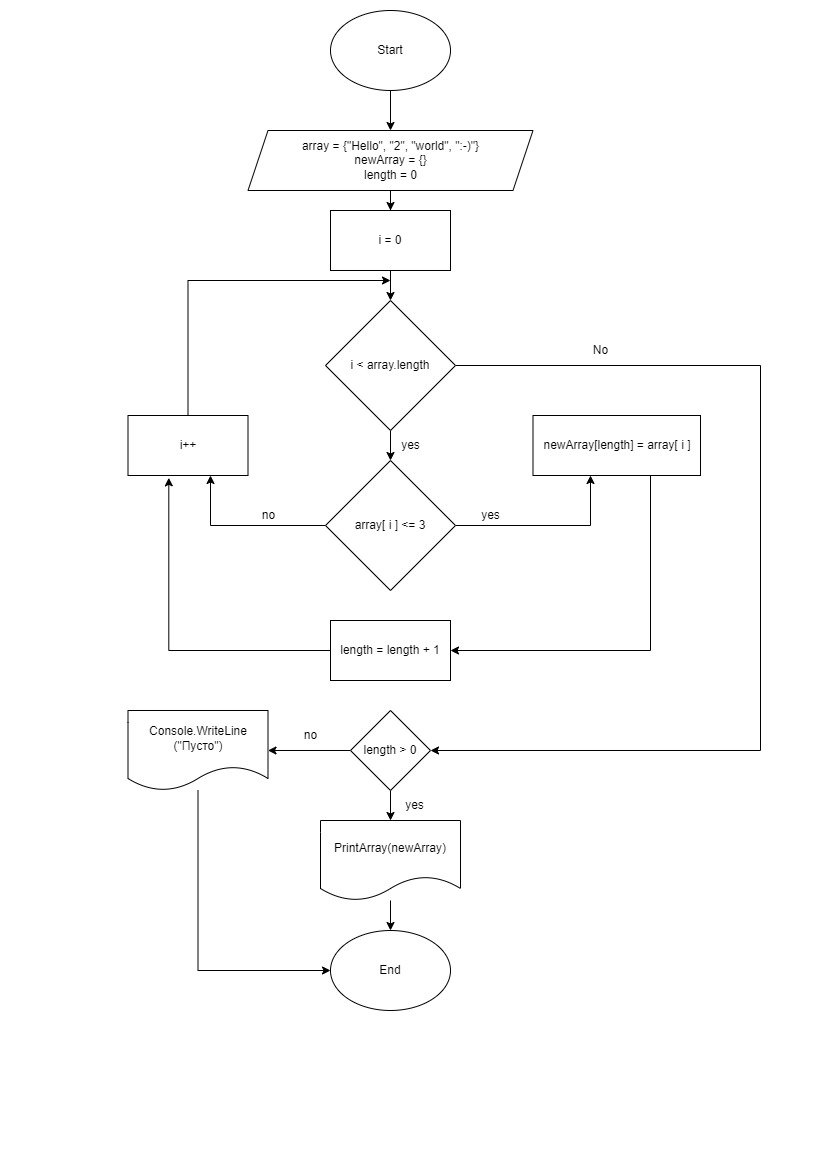 Start
array = {"Hello", "2", "world", ":-)"}
newArray = {}
length = 0
i = 0
i < array.length
No
yes
i++
newArray[length] = array[ i ]
array[ i ] <= 3
no
yes
length = length + 1
length > 0
no
Console.WriteLine
("Пусто")
yes
PrintArray(newArray)
End